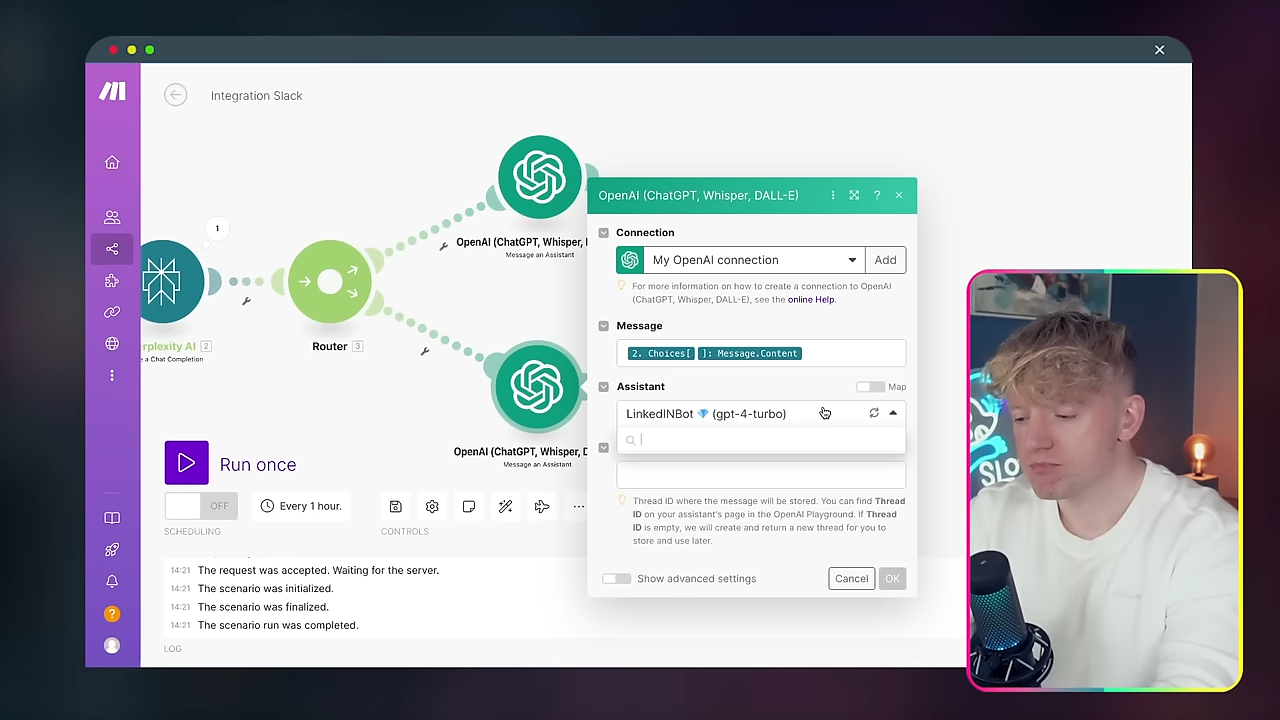 Integration Slack
1
OpenAI (ChatGPT, Whisper, D
Message an Assistant
erplexity AI 2
e a Chat Completion
Router 3
OpenAI (ChatGPT, Whisper, D
Message an Assistant
Run once
OFF
Every 1 hour.
SCHEDULING
CONTROLS
14:21 The request was accepted. Waiting for the server.
14:21 The scenario was initialized.
14:21 The scenario was finalized.
14:21 The scenario run was completed.
LOG
OpenAI (ChatGPT, Whisper, DALL-E)
Connection
My OpenAI connection
Add
For more information on how to create a connection to OpenAI
(ChatGPT, Whisper, DALL-E), see the online Help.
Message
2. Choices[ ]: Message.Content
Assistant
Map
LinkedINBot 💎 (gpt-4-turbo)
Thread ID where the message will be stored. You can find Thread
ID on your assistant's page in the OpenAI Playground. If Thread
ID is empty, we will create and return a new thread for you to
store and use later.
Show advanced settings
Cancel
OK
SLO